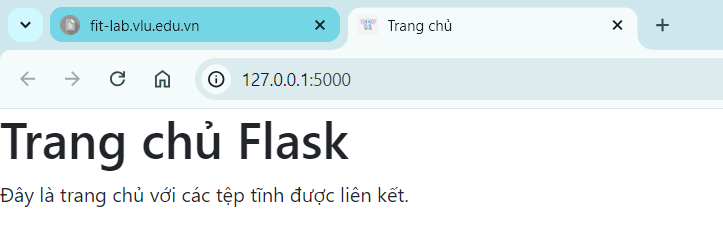 fit-lab.vlu.edu.vn
Trang chủ
127.0.0.1:5000
Trang chủ Flask
Đây là trang chủ với các tệp tĩnh được liên kết.